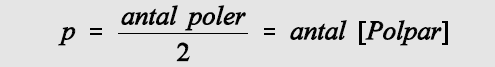 p = antal poler / 2 = antal [Polpar]